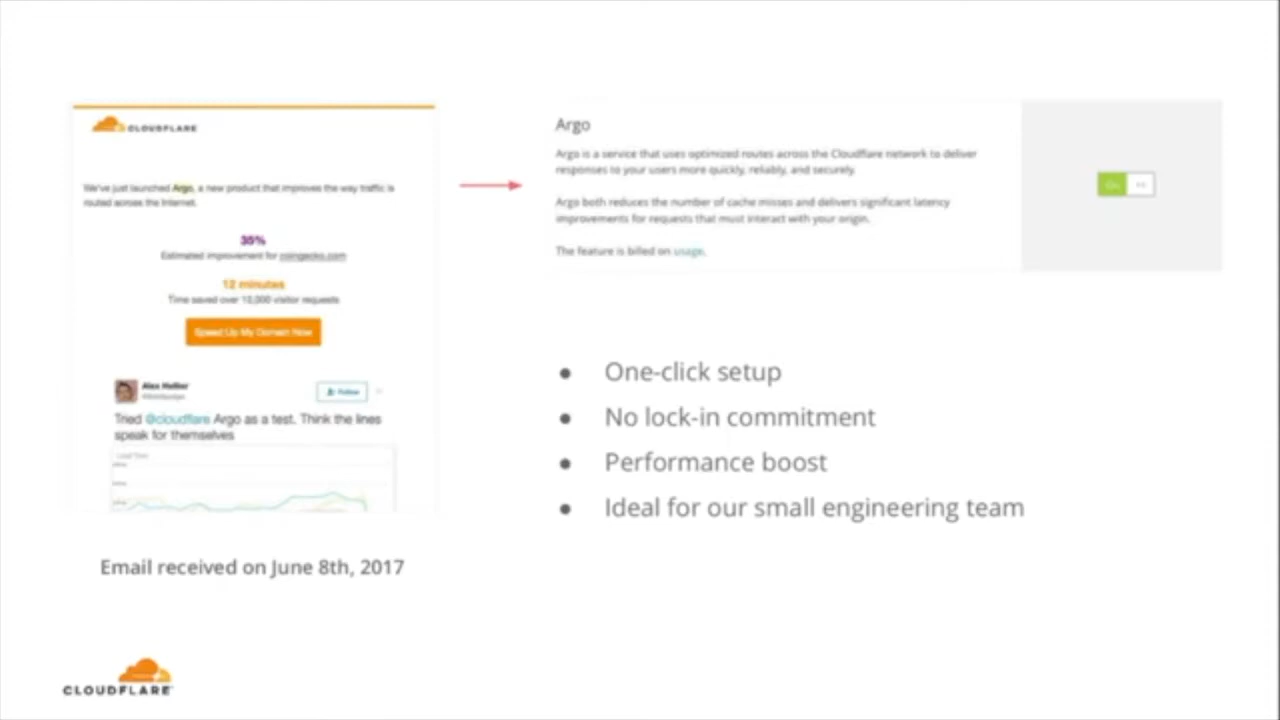 CLOUDFLARE
We've just launched Argo, a new product that improves the way traffic is
routed across the Internet.
35%
Estimated improvement for coingecko.com
12 minutes
Time saved over 10,000 visitor requests
Speed Up My Domain Now
Follow
Tried @cloudflare Argo as a test. Think the lines
speak for themselves
Email received on June 8th, 2017
Argo
Argo is a service that uses optimized routes across the Cloudflare network to deliver
responses to your users more quickly, reliably, and securely.
Argo both reduces the number of cache misses and delivers significant latency
improvements for requests that must interact with your origin.
The feature is billed on usage.
On
• One-click setup
• No lock-in commitment
• Performance boost
• Ideal for our small engineering team
CLOUDFLARE